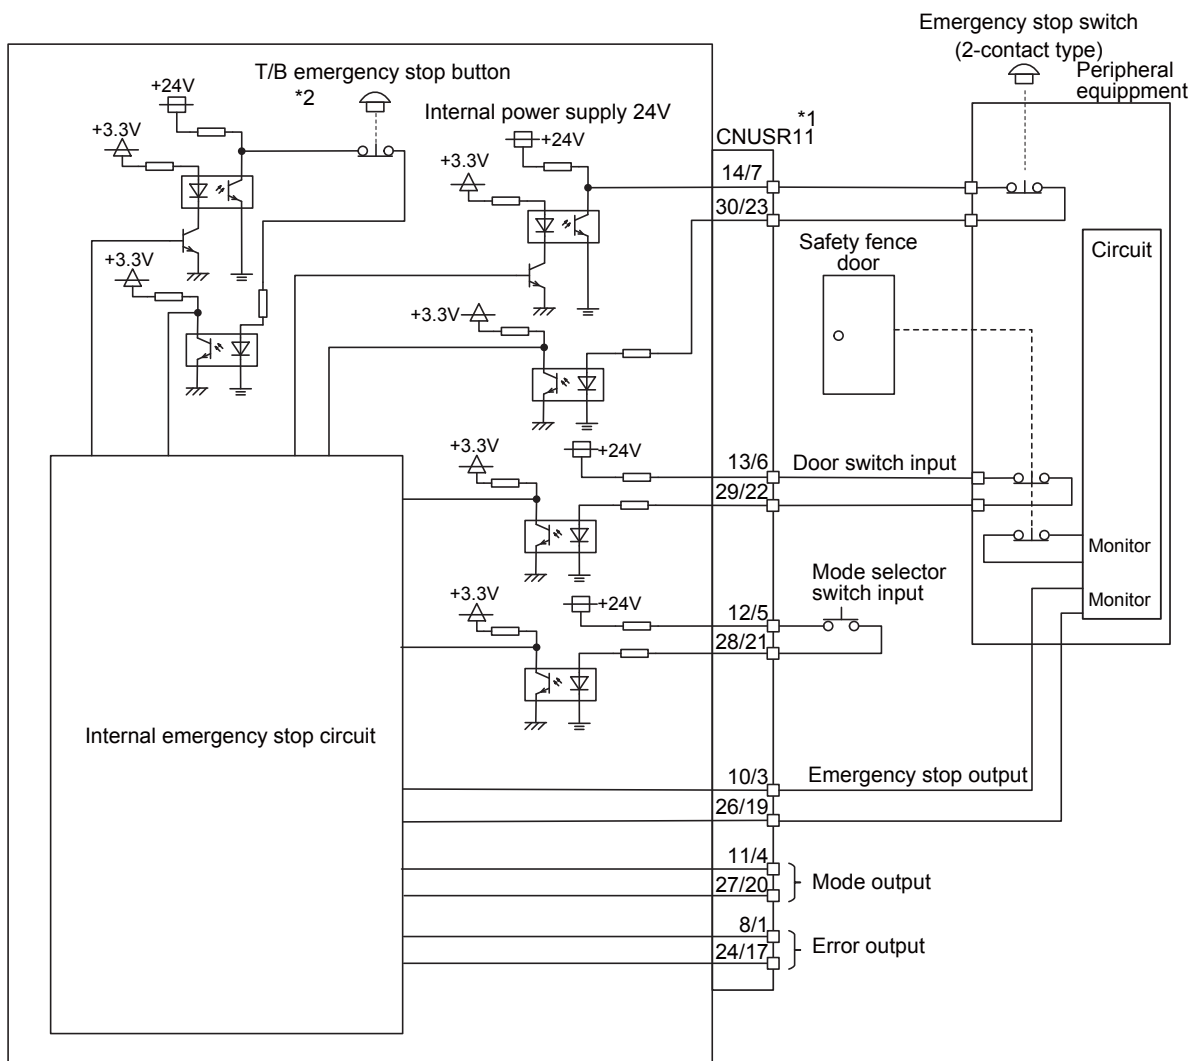 Emergency stop switch
(2-contact type)
Peripheral
equippment
T/B emergency stop button
*2
+24V
+3.3V
Internal power supply 24V
+24V
+3.3V
*1
CNUSR11
14/7
30/23
+3.3V
Safety fence
door
Circuit
+3.3V
+3.3V
+24V
13/6
Door switch input
29/22
Monitor
Mode selector
switch input
+3.3V
+24V
12/5
28/21
Monitor
Internal emergency stop circuit
10/3
Emergency stop output
26/19
11/4
27/20
Mode output
8/1
24/17
Error output